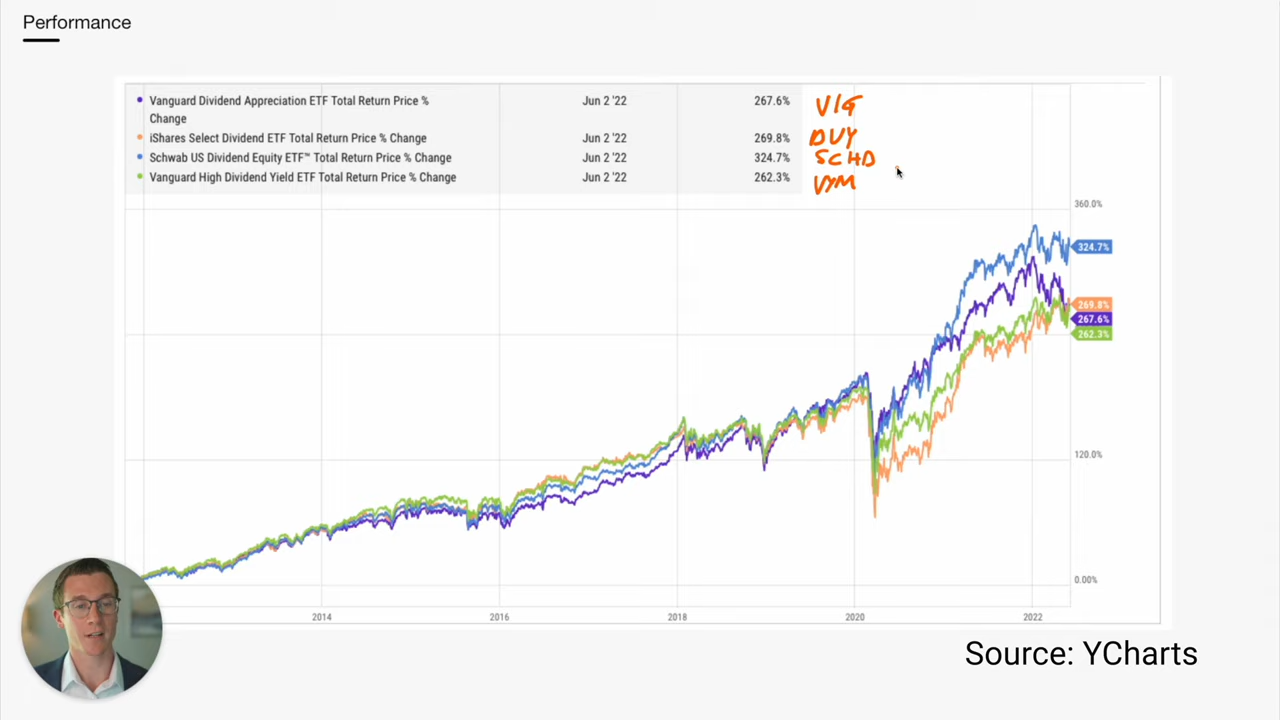 Performance
Vanguard Dividend Appreciation ETF Total Return Price % Jun 2 '22 267.6% VIG
Change
iShares Select Dividend ETF Total Return Price % Change Jun 2 '22 269.8% DVY
Schwab US Dividend Equity ETF™ Total Return Price % Change Jun 2 '22 324.7% SCHD
Vanguard High Dividend Yield ETF Total Return Price % Change Jun 2 '22 262.3% VYM
360.0%
324.7%
269.8%
267.6%
262.3%
120.0%
0.00%
2014 2016 2018 2020 2022
Source: YCharts